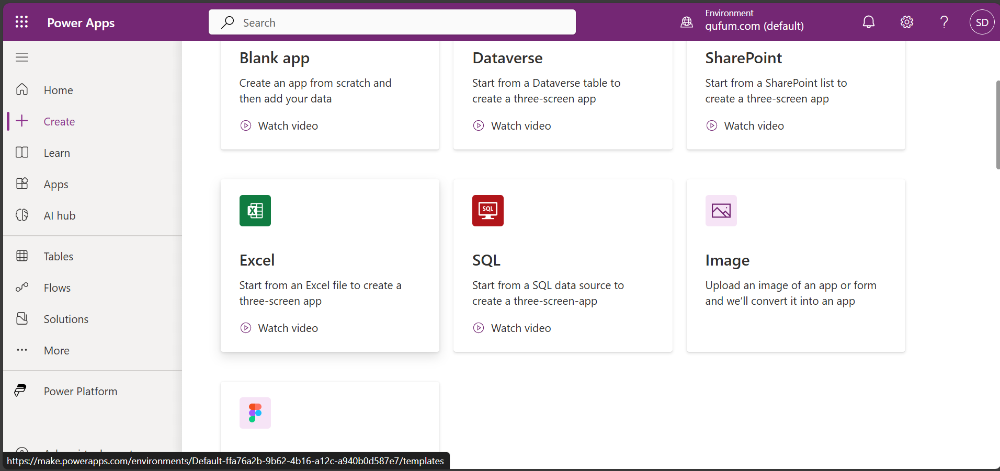 Power Apps
Search
Environment
gufum.com (default)
SD
Home
Create
Learn
Apps
AI hub
Tables
Flows
Solutions
More
Power Platform
Blank app
Create an app from scratch and
then add your data
Watch video
Dataverse
Start from a Dataverse table to
create a three-screen app
Watch video
SharePoint
Start from a SharePoint list to
create a three-screen app
Watch video
Excel
Start from an Excel file to create a
three-screen app
Watch video
SQL
SQL
Start from a SQL data source to
create a three-screen-app
Watch video
Image
Upload an image of an app or form
and we’ll convert it into an app
https://make.powerapps.com/environments/Default-ffa76a2b-9b62-4b16-a12c-a940b0d587e7/templates